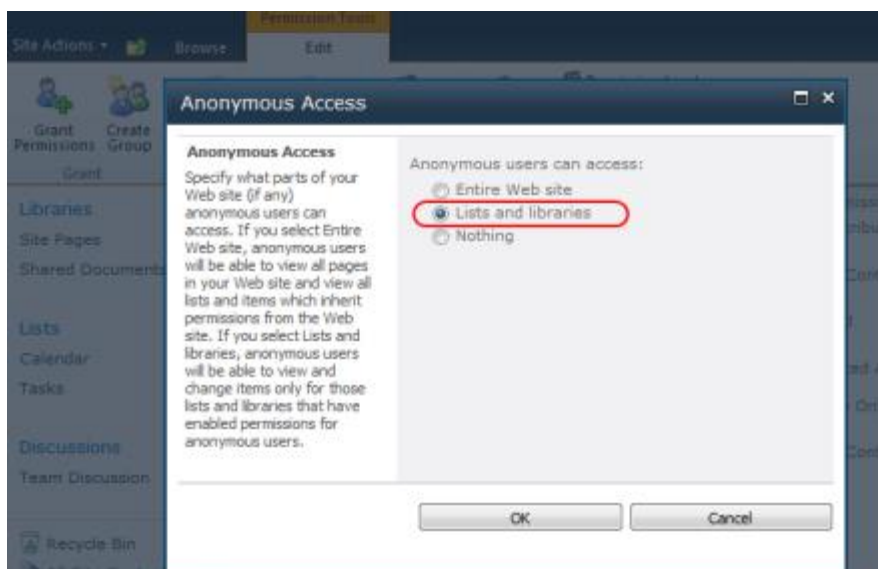 Permission Tools
Site Actions
Browse
Edit
Grant Permissions
Create Group
Grant
Libraries
Site Pages
Shared Documents
Lists
Calendar
Tasks
Discussions
Team Discussion
Recycle Bin
Anonymous Access
Anonymous Access
Specify what parts of your
Web site (if any)
anonymous users can
access. If you select Entire
Web site, anonymous users
will be able to view all pages
in your Web site and view all
lists and items which inherit
permissions from the Web
site. If you select Lists and
libraries, anonymous users
will be able to view and
change items only for those
lists and libraries that have
enabled permissions for
anonymous users.
Anonymous users can access:
Entire Web site
Lists and libraries
Nothing
OK
Cancel